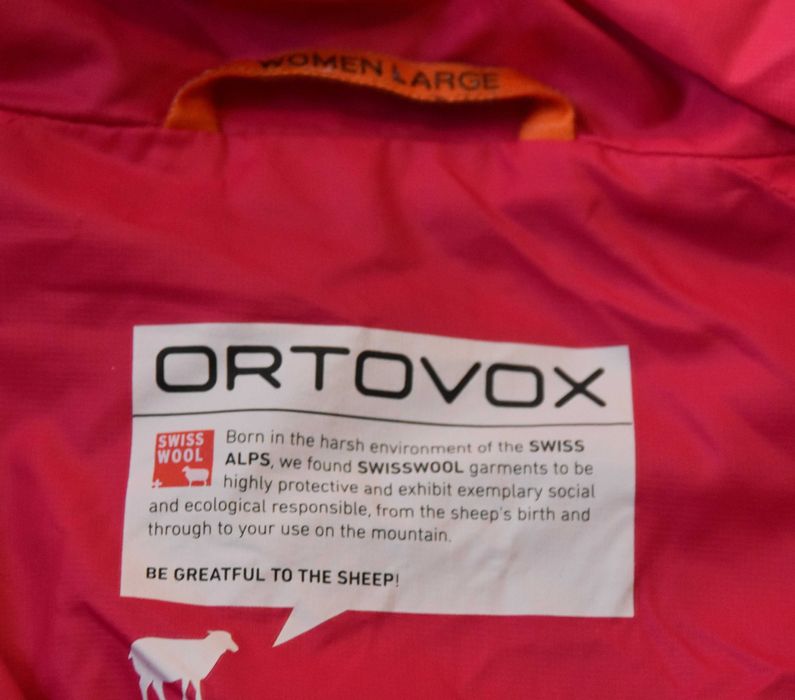 WOMEN LARGE
ORTOVOX
SWISS
WOOL
Born in the harsh environment of the SWISS
ALPS, we found SWISSWOOL garments to be
highly protective and exhibit exemplary social
and ecological responsible, from the sheep's birth and
through to your use on the mountain.
BE GREATFUL TO THE SHEEP!